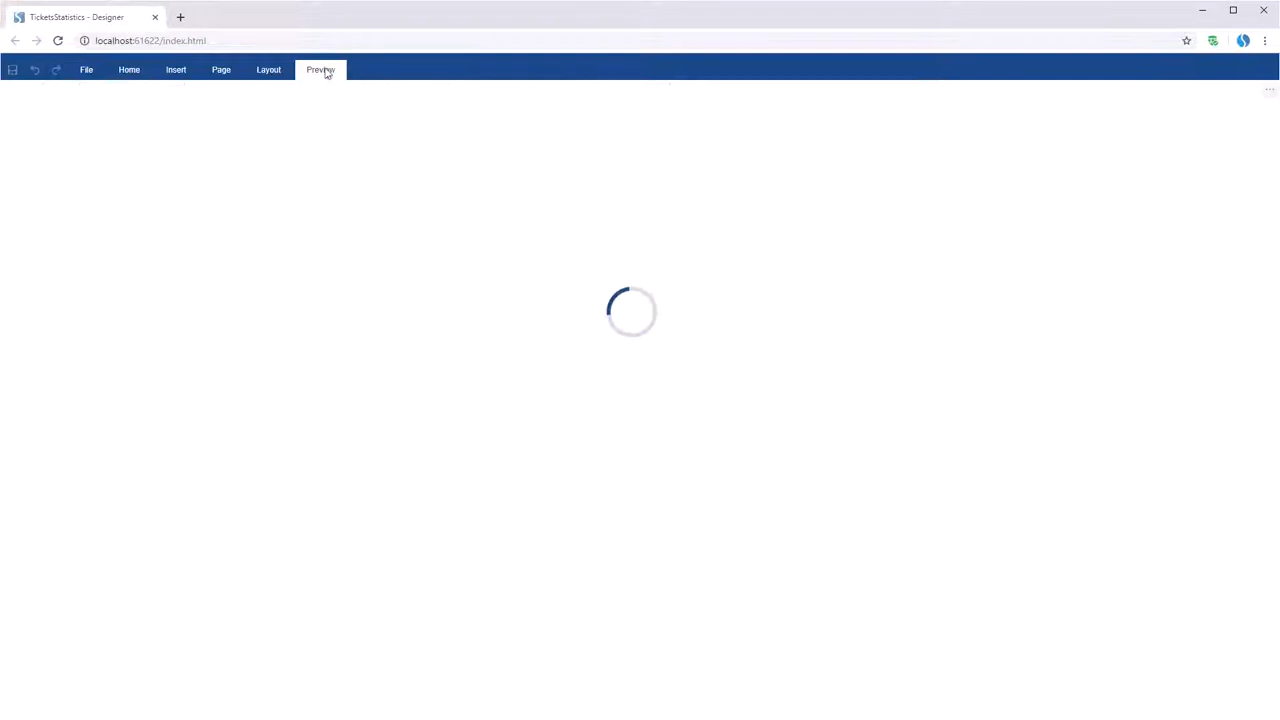 TicketsStatistics - Designer
localhost:61622/index.html
File Home Insert Page Layout Preview